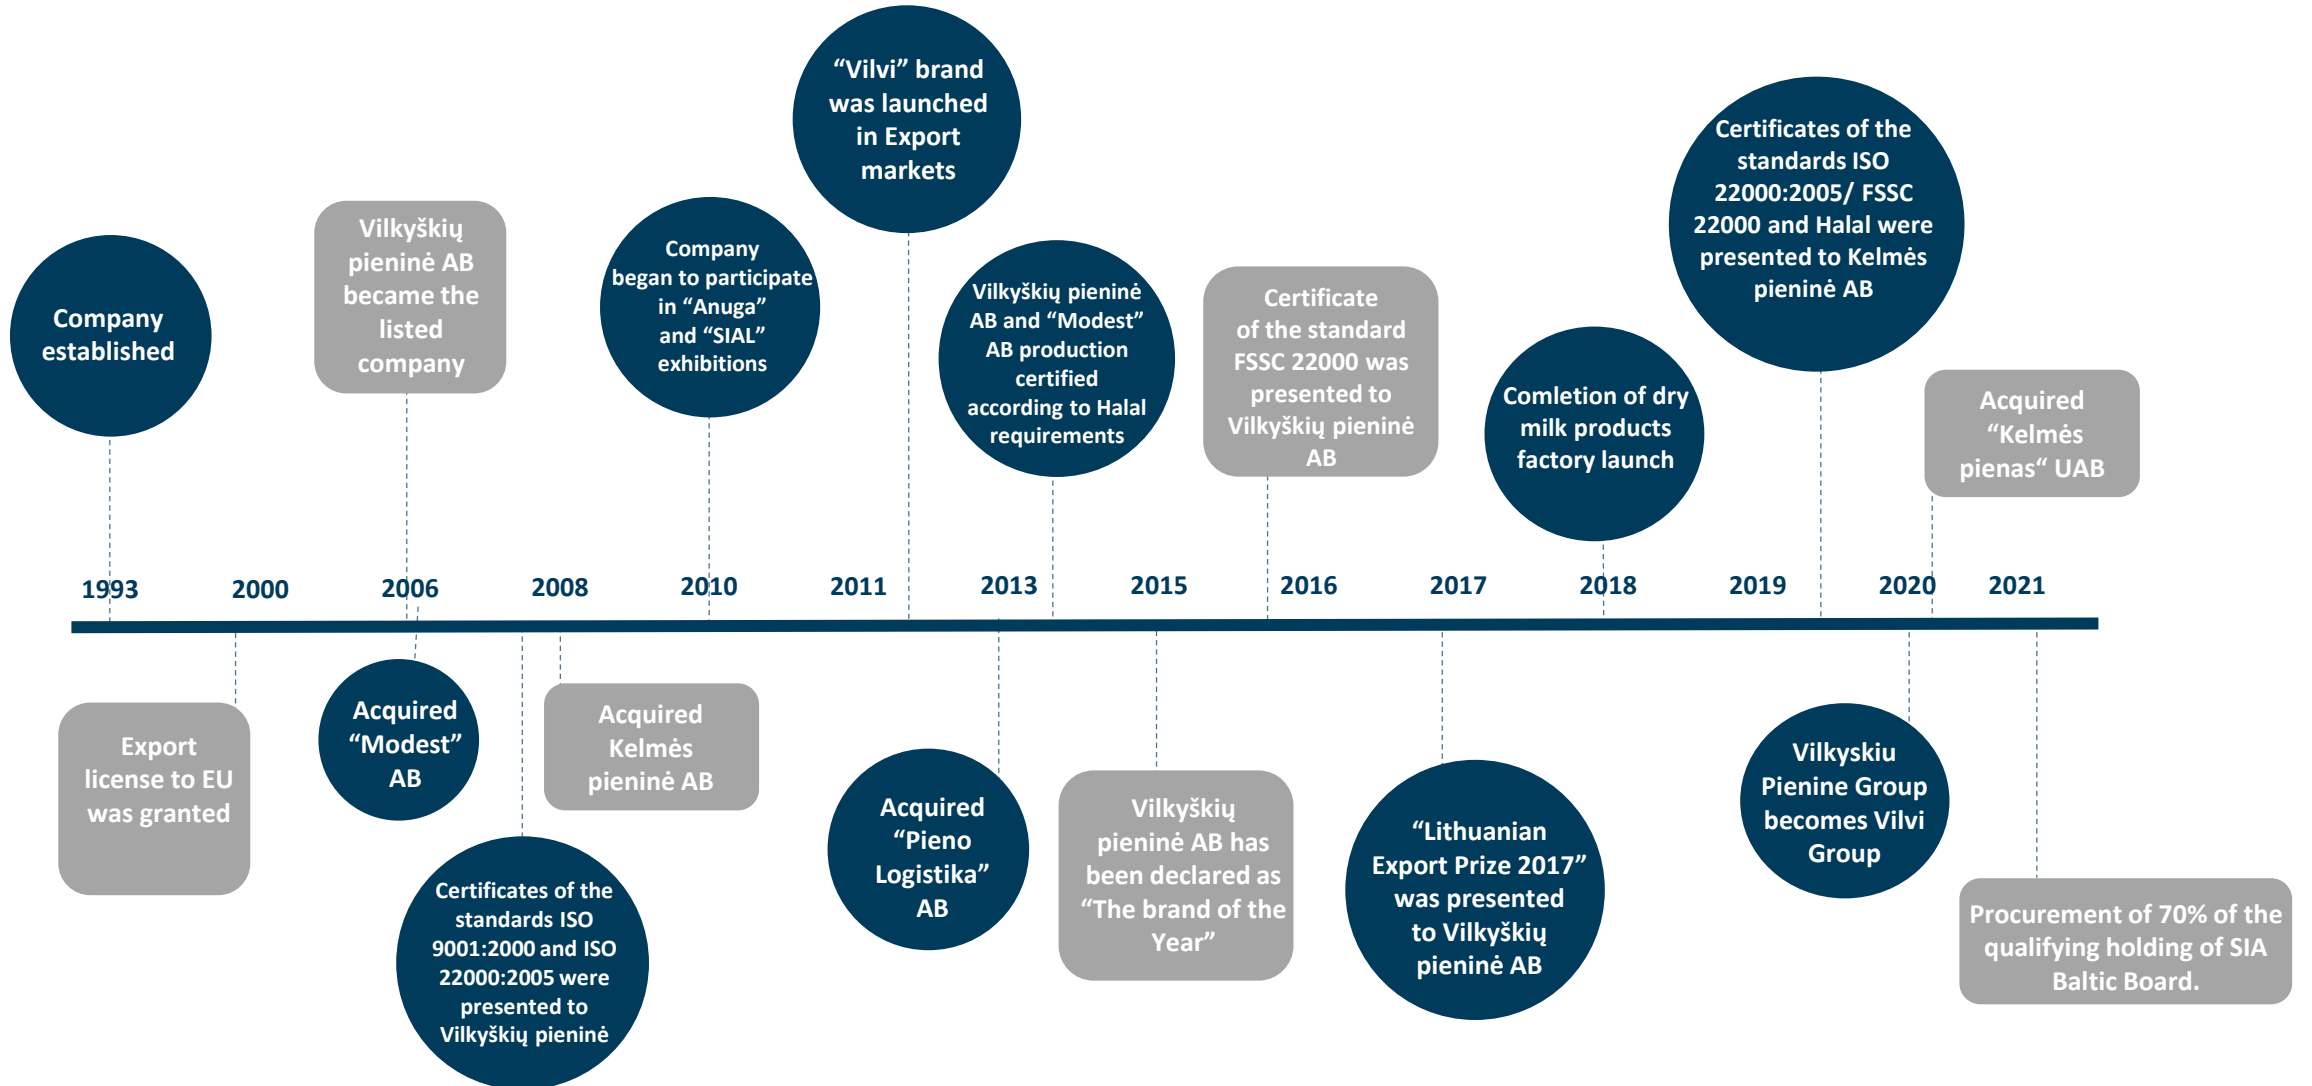 “Vilvi” brand
was launched
in Export
markets
Certificates of the
standards ISO
22000:2005/ FSSC
22000 and Halal were
presented to Kelmės
pieninė AB
Vilkyškių
pieninė AB
became the
listed
company
Company
began to participate
in “Anuga”
and “SIAL”
exhibitions
Company
established
Vilkyškių pieninė
AB and “Modest”
AB production
certified
according to Halal
requirements
Certificate
of the standard
FSSC 22000 was
presented to
Vilkyškių pieninė
AB
Comletion of dry
milk products
factory launch
Acquired
“Kelmės
pienas“ UAB
1993 2000 2006 2008 2010 2011 2013 2015 2016 2017 2018 2019 2020 2021
Export
license to EU
was granted
Acquired
“Modest”
AB
Certificates of the
standards ISO
9001:2000 and ISO
22000:2005 were
presented to
Vilkyškių pieninė
Acquired
Kelmės
pieninė AB
Acquired
“Pieno
Logistika”
AB
Vilkyškių
pieninė AB has
been declared as
“The brand of the
Year”
“Lithuanian
Export Prize 2017”
was presented
to Vilkyškių
pieninė AB
Vilkyskiu
Pienine Group
becomes Vilvi
Group
Procurement of 70% of the
qualifying holding of SIA
Baltic Board.